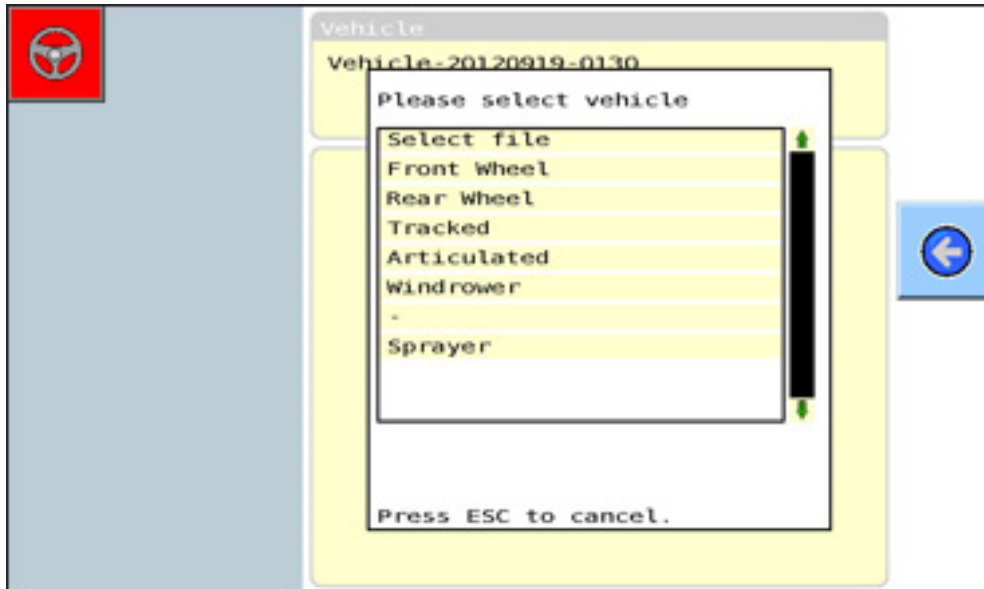 Vehicle
Vehicle-20120919-0130
Please select vehicle
Select file
Front Wheel
Rear Wheel
Tracked
Articulated
Windrower
-
Sprayer
Press ESC to cancel.